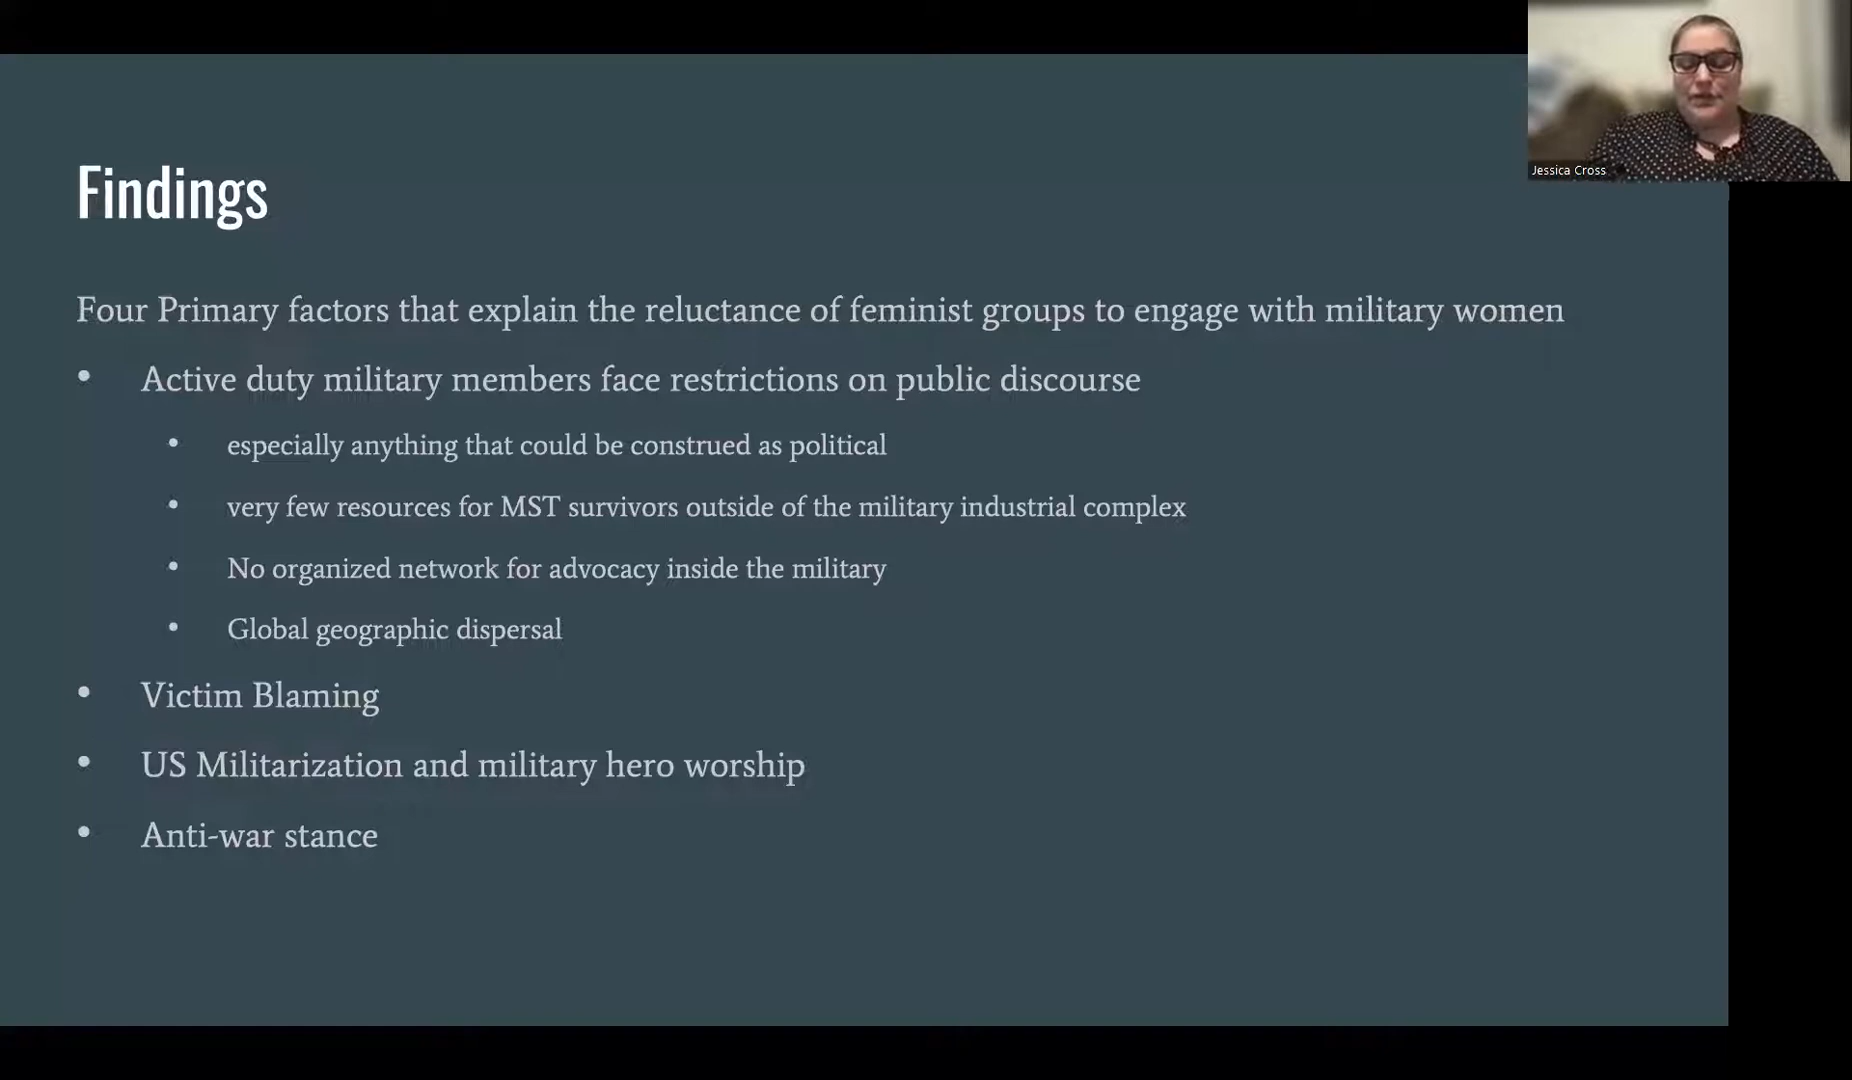 Jessica Cross
Findings
Four Primary factors that explain the reluctance of feminist groups to engage with military women
• Active duty military members face restrictions on public discourse
• especially anything that could be construed as political
• very few resources for MST survivors outside of the military industrial complex
• No organized network for advocacy inside the military
• Global geographic dispersal
• Victim Blaming
• US Militarization and military hero worship
• Anti-war stance